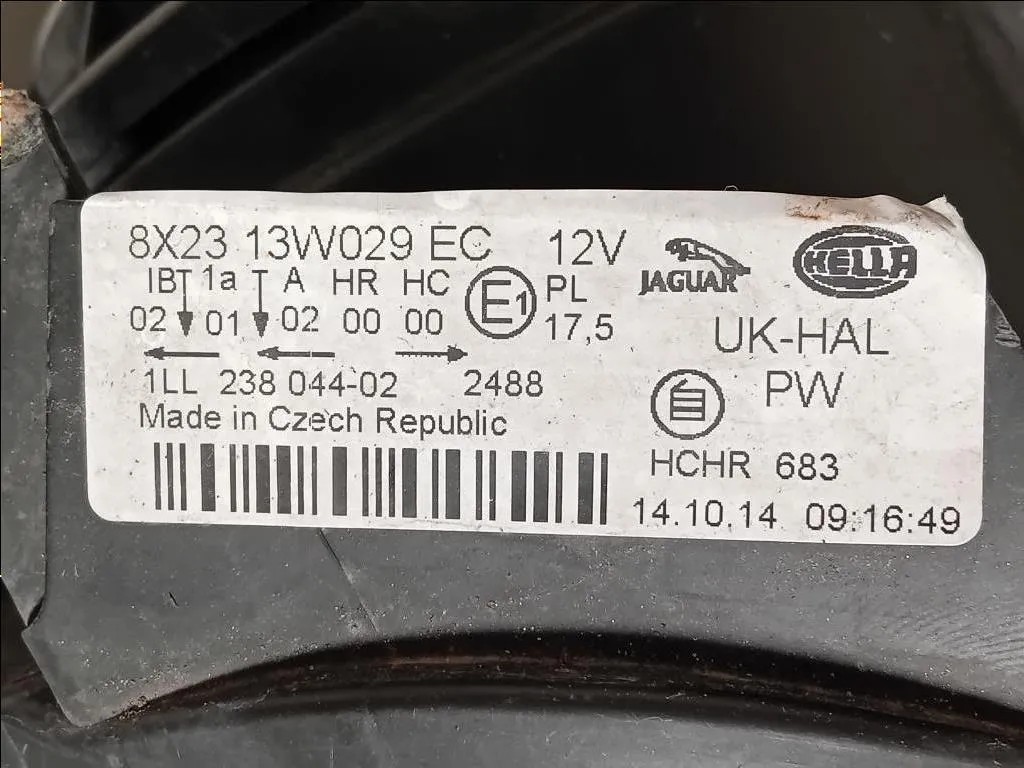 8X23 13W029 EC 12V JAGUAR HELLA
IB 1a A HR HC E1 PL
02 01 02 00 00 17,5 UK-HAL
1LL 238 044-02 2488 PW
Made in Czech Republic
HCHR 683
14.10.14 09:16:49